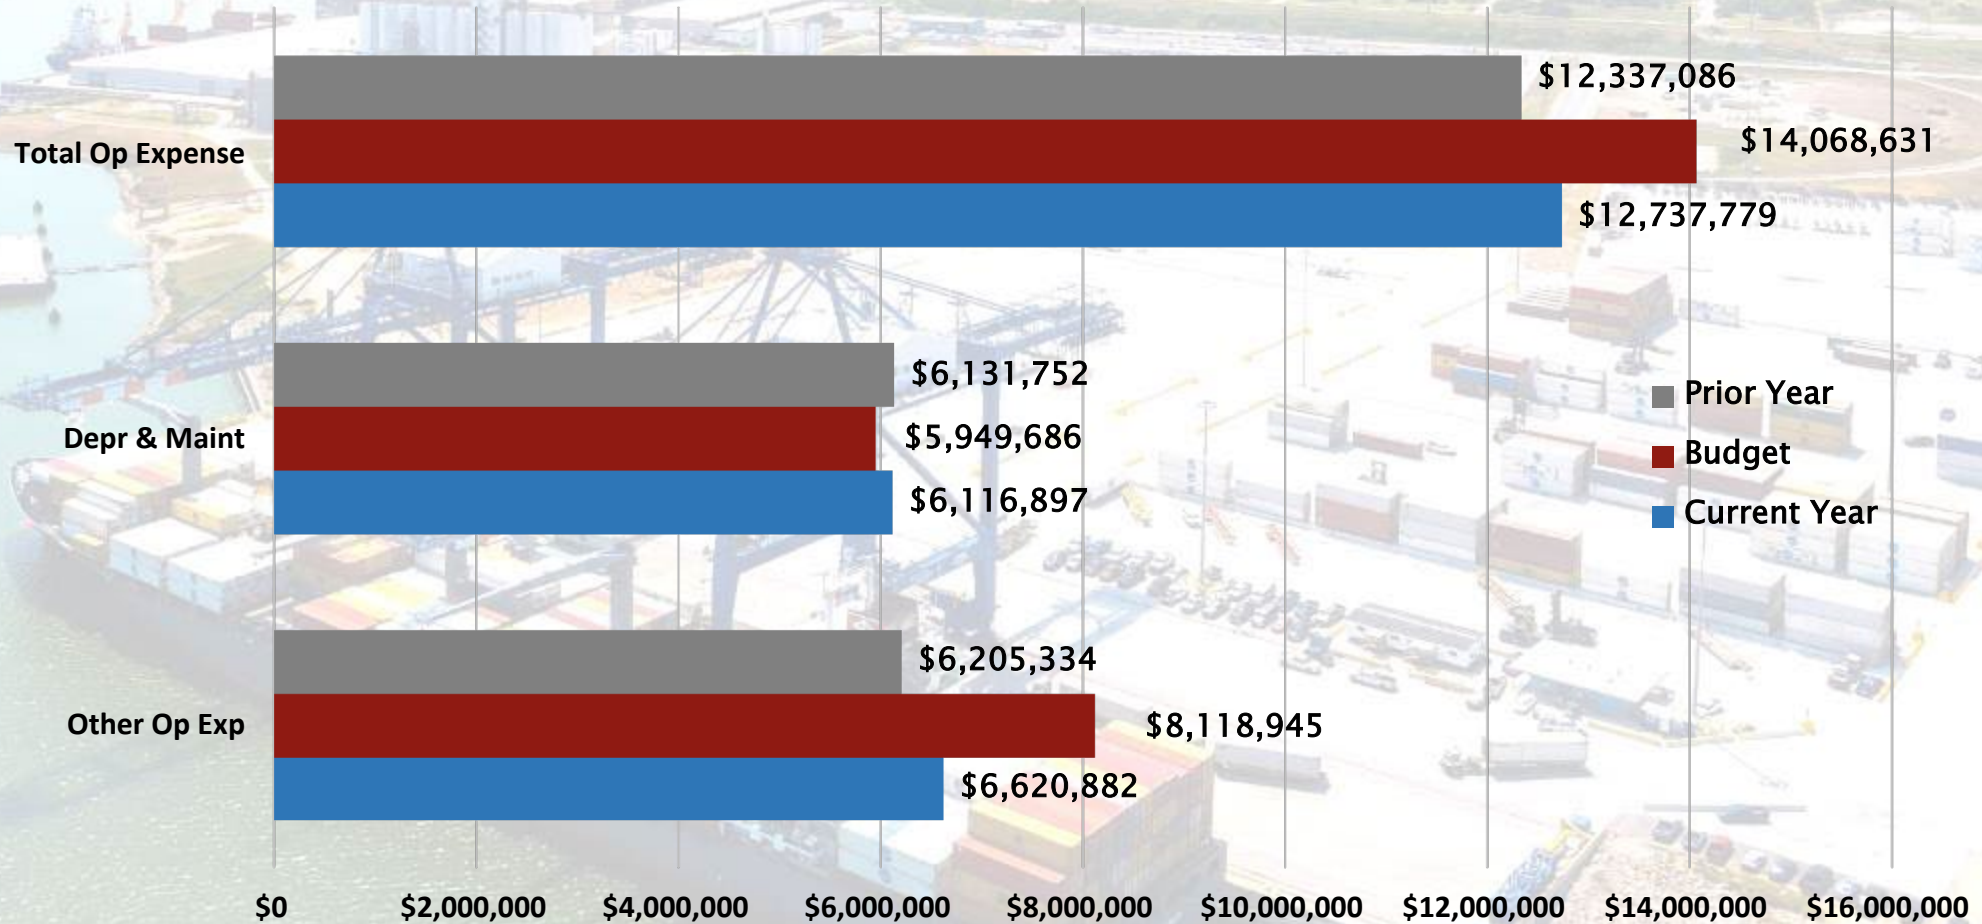 $12,337,086
Total Op Expense
$14,068,631
$12,737,779
$6,131,752
Depr & Maint
$5,949,686
$6,116,897
Prior Year
Budget
Current Year
$6,205,334
Other Op Exp
$8,118,945
$6,620,882
$0 $2,000,000 $4,000,000 $6,000,000 $8,000,000 $10,000,000 $12,000,000 $14,000,000 $16,000,000